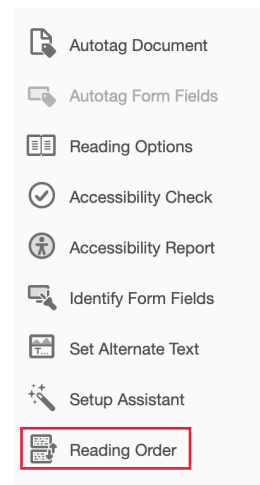 Autotag Document
Autotag Form Fields
Reading Options
Accessibility Check
Accessibility Report
Identify Form Fields
Set Alternate Text
Setup Assistant
Reading Order